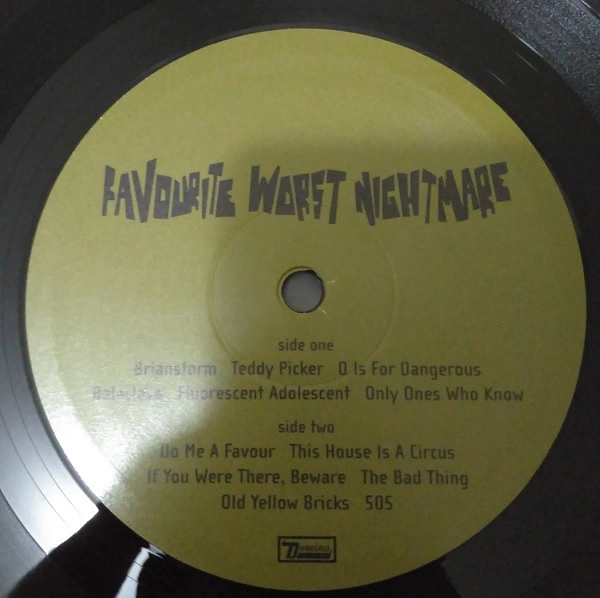 FAVOURITE WORST NIGHTMARE
side one
Brianstorm Teddy Picker D Is For Dangerous
Balaclava Fluorescent Adolescent Only Ones Who Know
side two
Do Me A Favour This House Is A Circus
If You Were There, Beware The Bad Thing
Old Yellow Bricks 505
Domino